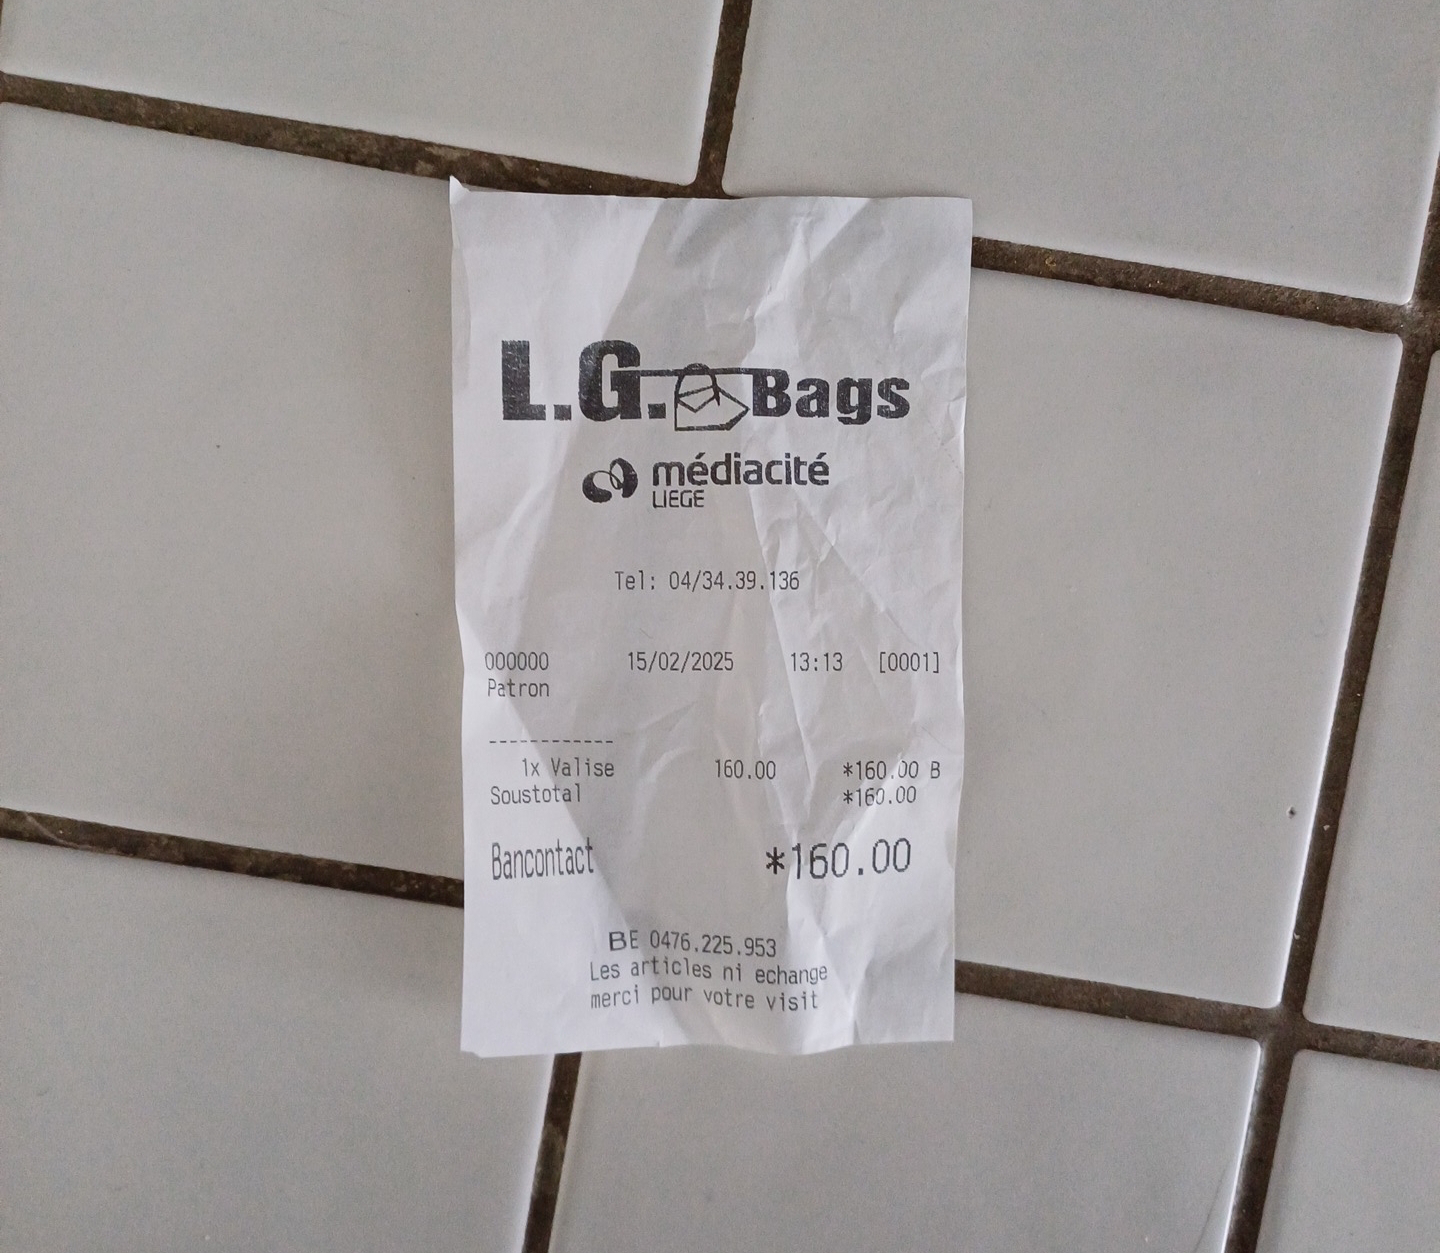 L.G. Bags
médiacité
LIEGE
Tel: 04/34.39.136
000000 15/02/2025 13:13 [0001]
Patron
------------
1x Valise 160.00 *160.00 B
Soustotal *160.00
Bancontact *160.00
BE 0476.225.953
Les articles ni echange
merci pour votre visit